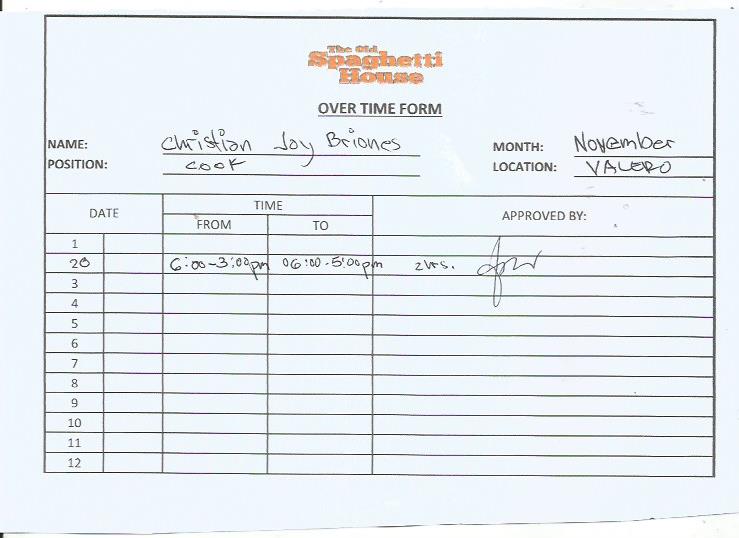 The Old
Spaghetti
House
OVER TIME FORM
NAME: Christian Joy Briones MONTH: November
POSITION: COOK LOCATION: VALERO
DATE TIME APPROVED BY:
FROM TO
1
20 6:00-3:00pm 06:00-5:00pm 2hrs.
3
4
5
6
7
8
9
10
11
12